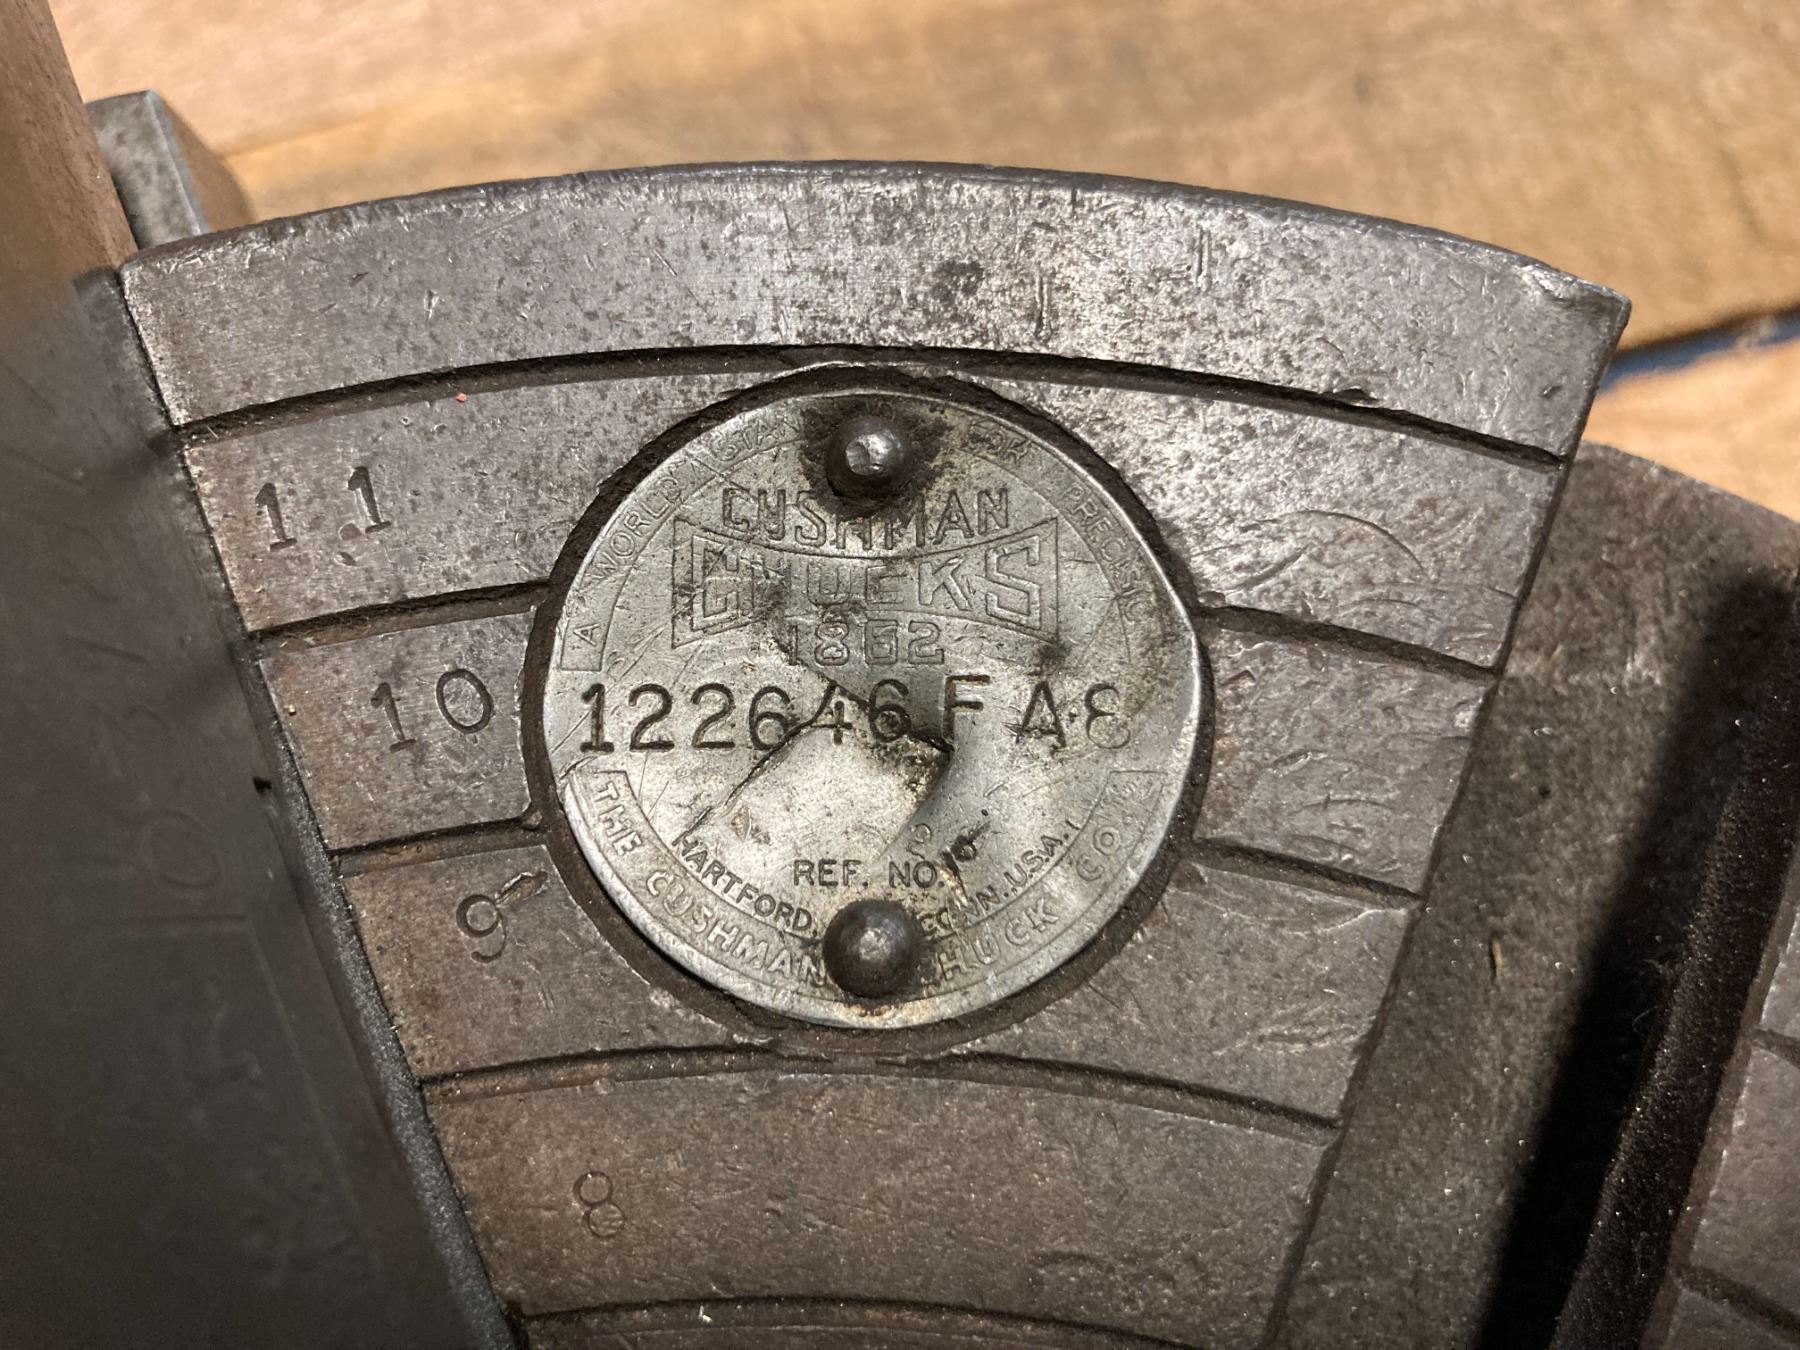 A WORLD STANDARD FOR PRECISION
CUSHMAN
CHUCKS
1862
122646 F A8
REF. NO.
HARTFORD, CONN. U.S.A.
THE CUSHMAN CHUCK CO.
11
10
9
8